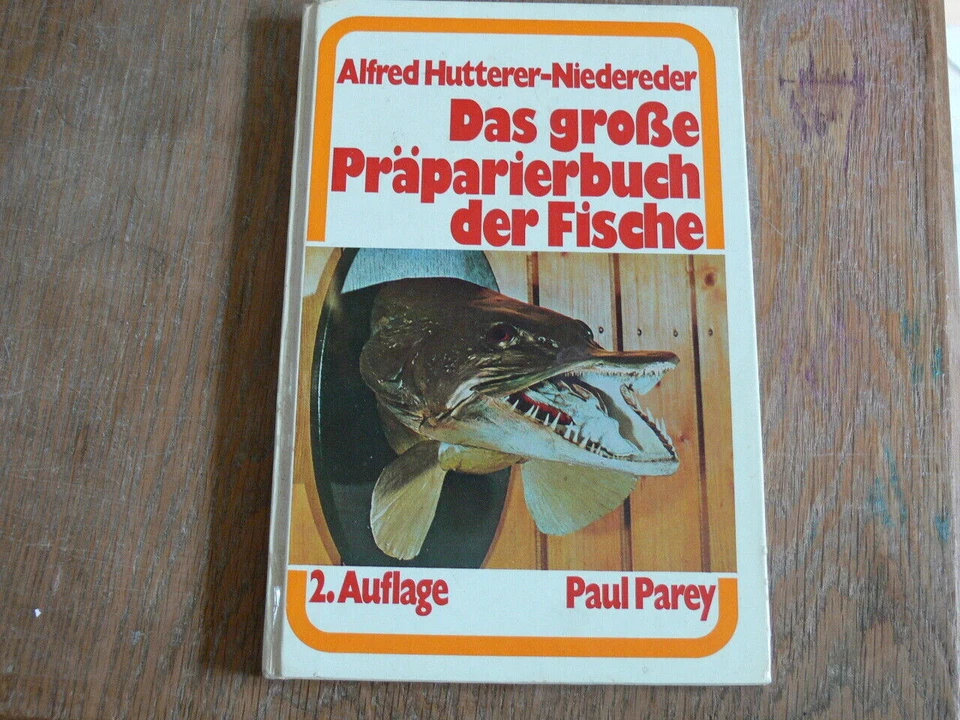 Alfred Hutterer-Niedereder
Das große
Präparierbuch
der Fische
2. Auflage
Paul Parey